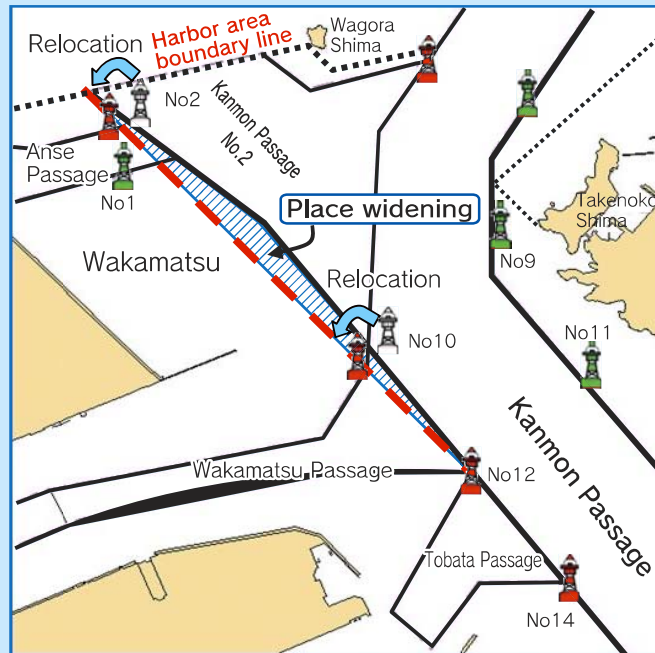 Relocation
Harbor area
boundary line
Wagora
Shima
No2
Kanmon Passage
No.2
Anse
Passage
No1
Place widening
Takenoko
Shima
Wakamatsu
No9
Relocation
No10
No11
Kanmon Passage
Wakamatsu Passage
No12
Tobata Passage
No14